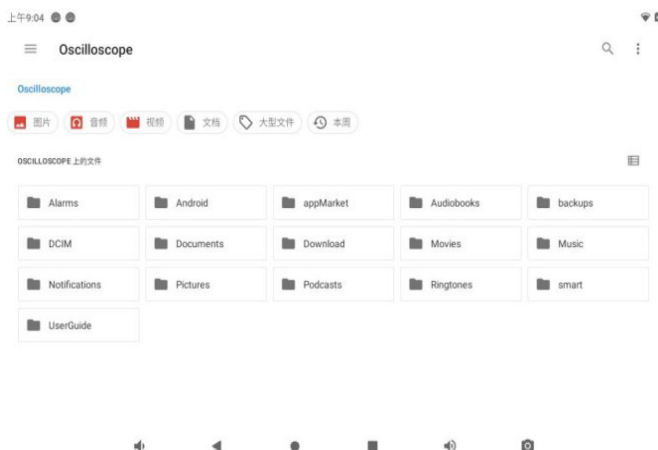 上午9:04
Oscilloscope
Oscilloscope
图片 音频 视频 文档 大型文件 本周
OSCILLOSCOPE 上的文件
Alarms Android appMarket Audiobooks backups
DCIM Documents Download Movies Music
Notifications Pictures Podcasts Ringtones smart
UserGuide